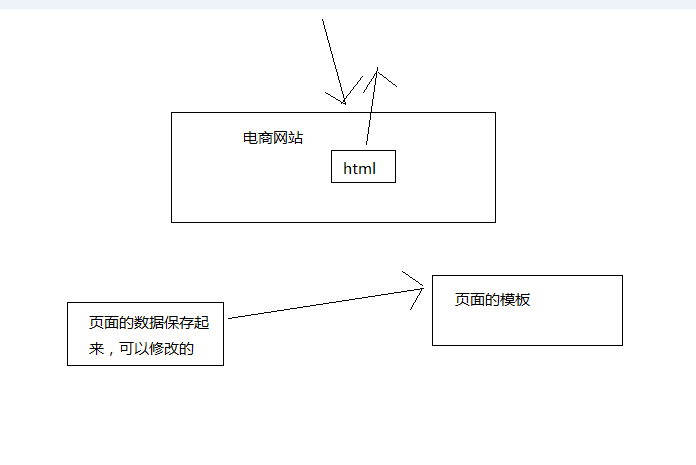 电商网站
html
页面的模板
页面的数据保存起
来，可以修改的